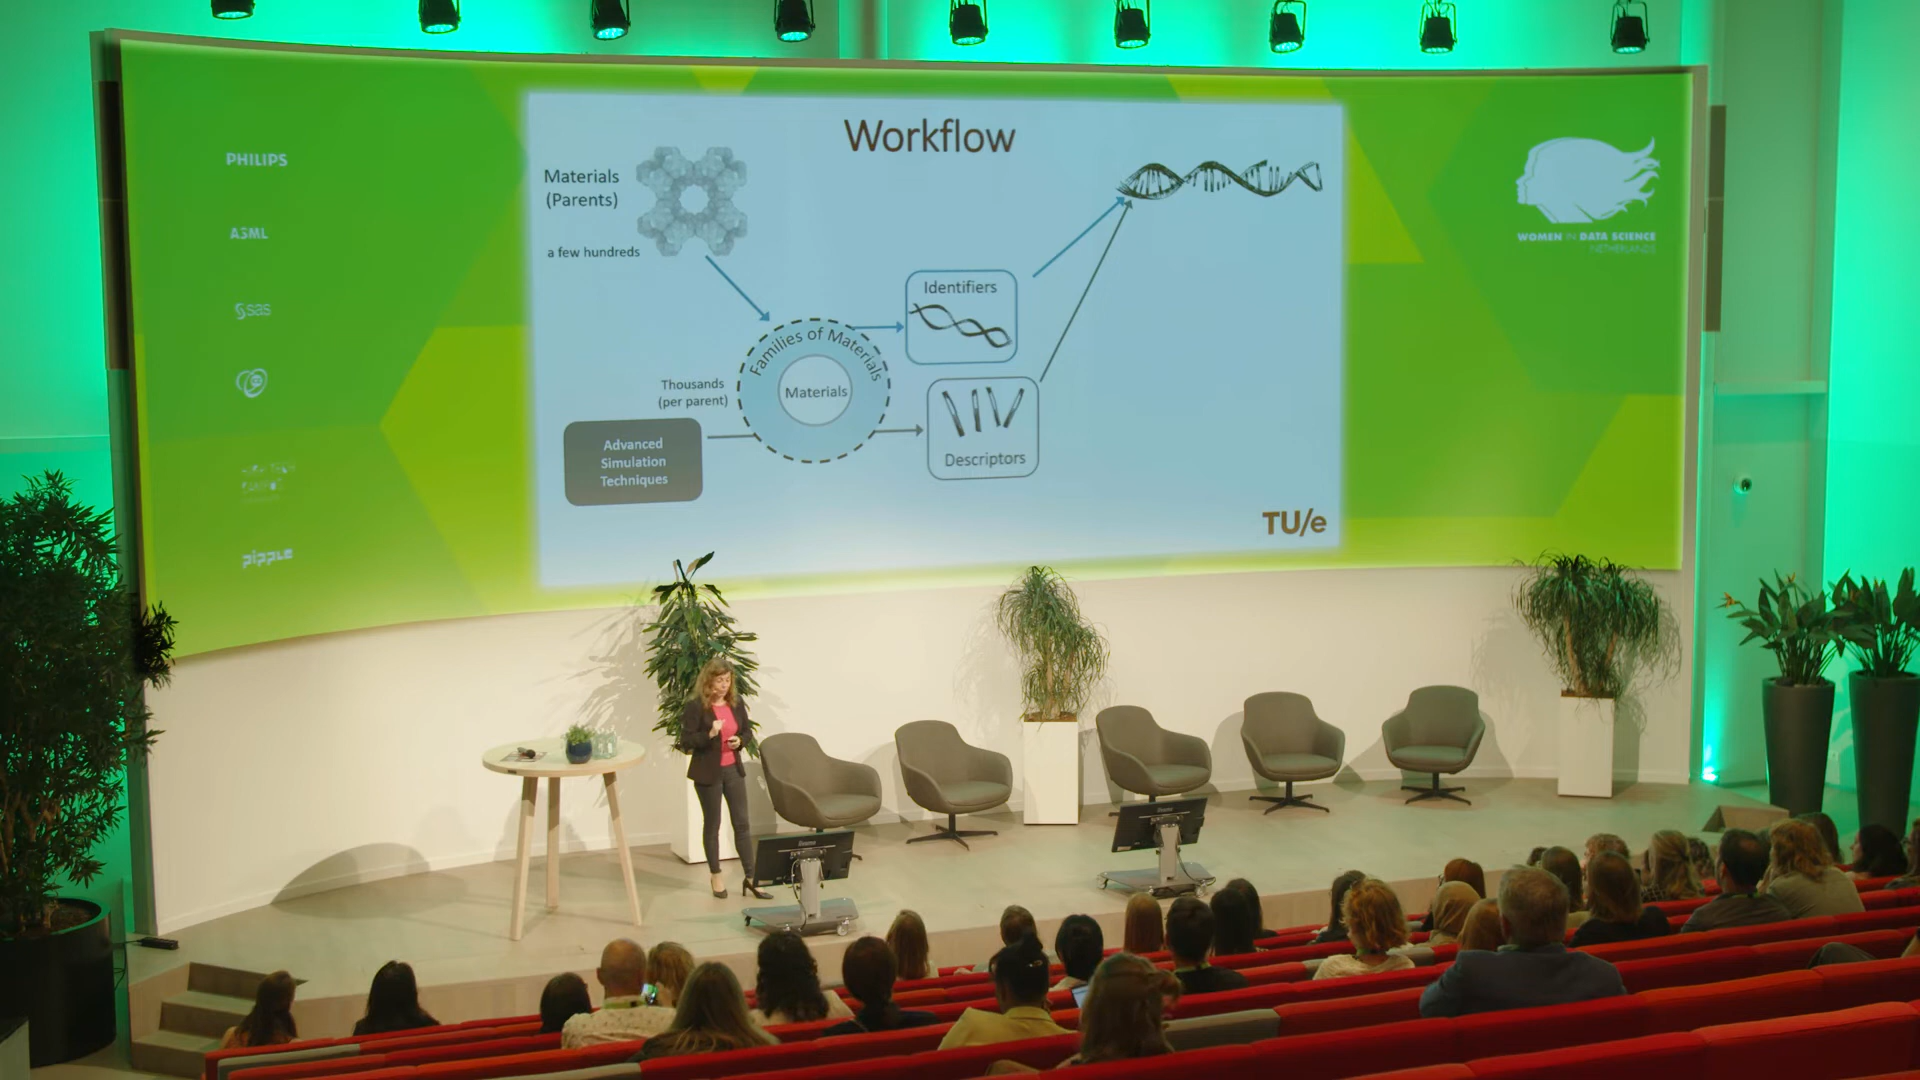 PHILIPS
ASML
sas
pipple
Workflow
Materials
(Parents)
a few hundreds
Families of Materials
Materials
Thousands
(per parent)
Advanced
Simulation
Techniques
Identifiers
Descriptors
TU/e
WOMEN IN DATA SCIENCE
NETHERLANDS